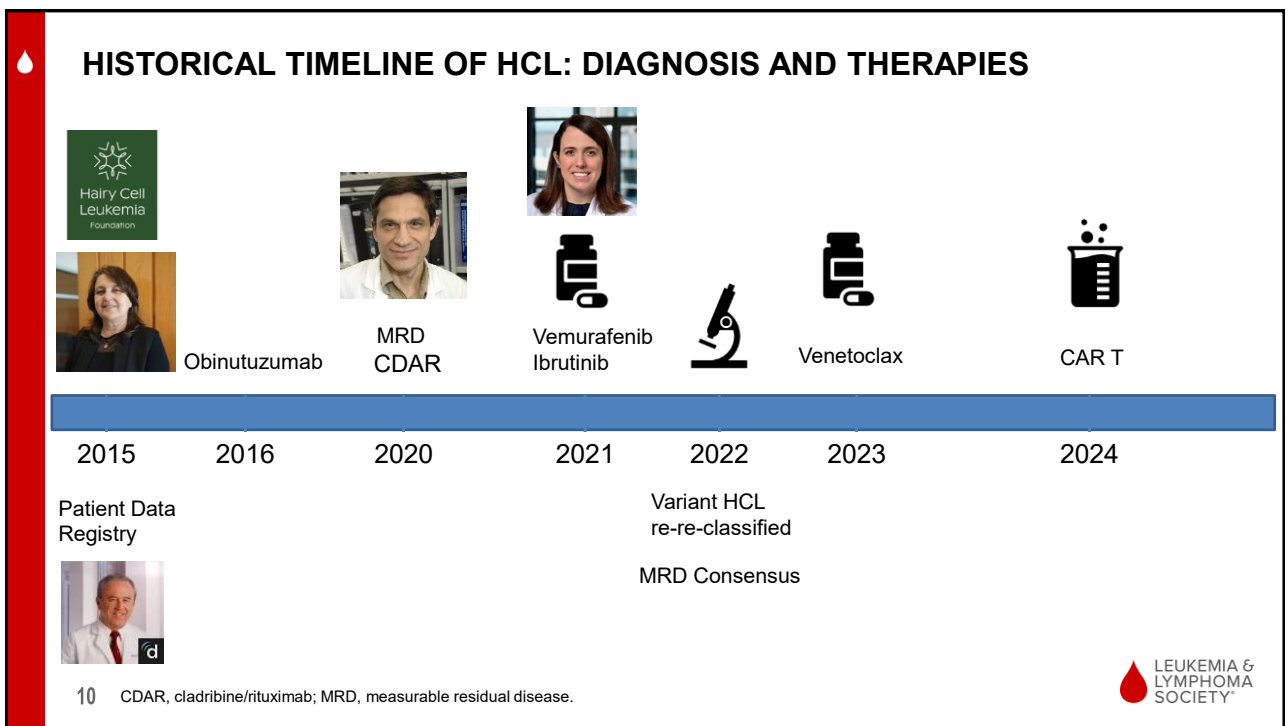 HISTORICAL TIMELINE OF HCL: DIAGNOSIS AND THERAPIES
Hairy Cell
Leukemia
Foundation
Obinutuzumab
MRD
CDAR
Vemurafenib
Ibrutinib
Venetoclax
CAR T
2015 2016 2020 2021 2022 2023 2024
Patient Data
Registry
Variant HCL
re-re-classified
MRD Consensus
d
10 CDAR, cladribine/rituximab; MRD, measurable residual disease.
LEUKEMIA &
LYMPHOMA
SOCIETY°